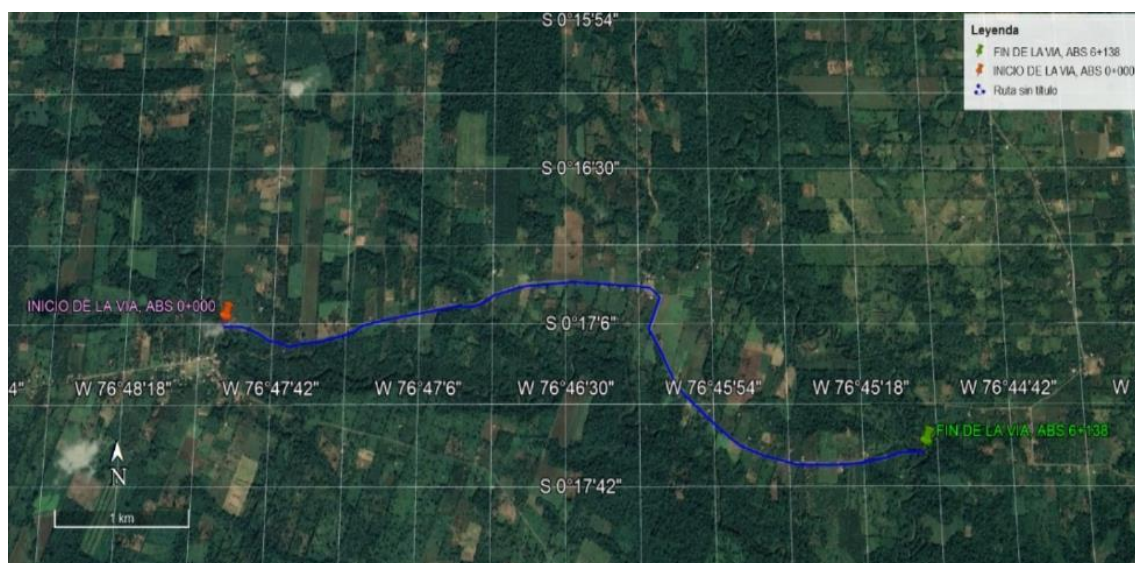 S 0°15'54"
Leyenda
FIN DE LA VIA, ABS 6+138
INICIO DE LA VIA, ABS 0+000
Ruta sin título
S 0°16'30"
INICIO DE LA VIA, ABS 0+000
S 0°17'6"
4" W 76°48'18" W 76°47'42" W 76°47'6" W 76°46'30" W 76°45'54" W 76°45'18" W 76°44'42" W
FIN DE LA VIA, ABS 6+138
N
S 0°17'42"
1 km